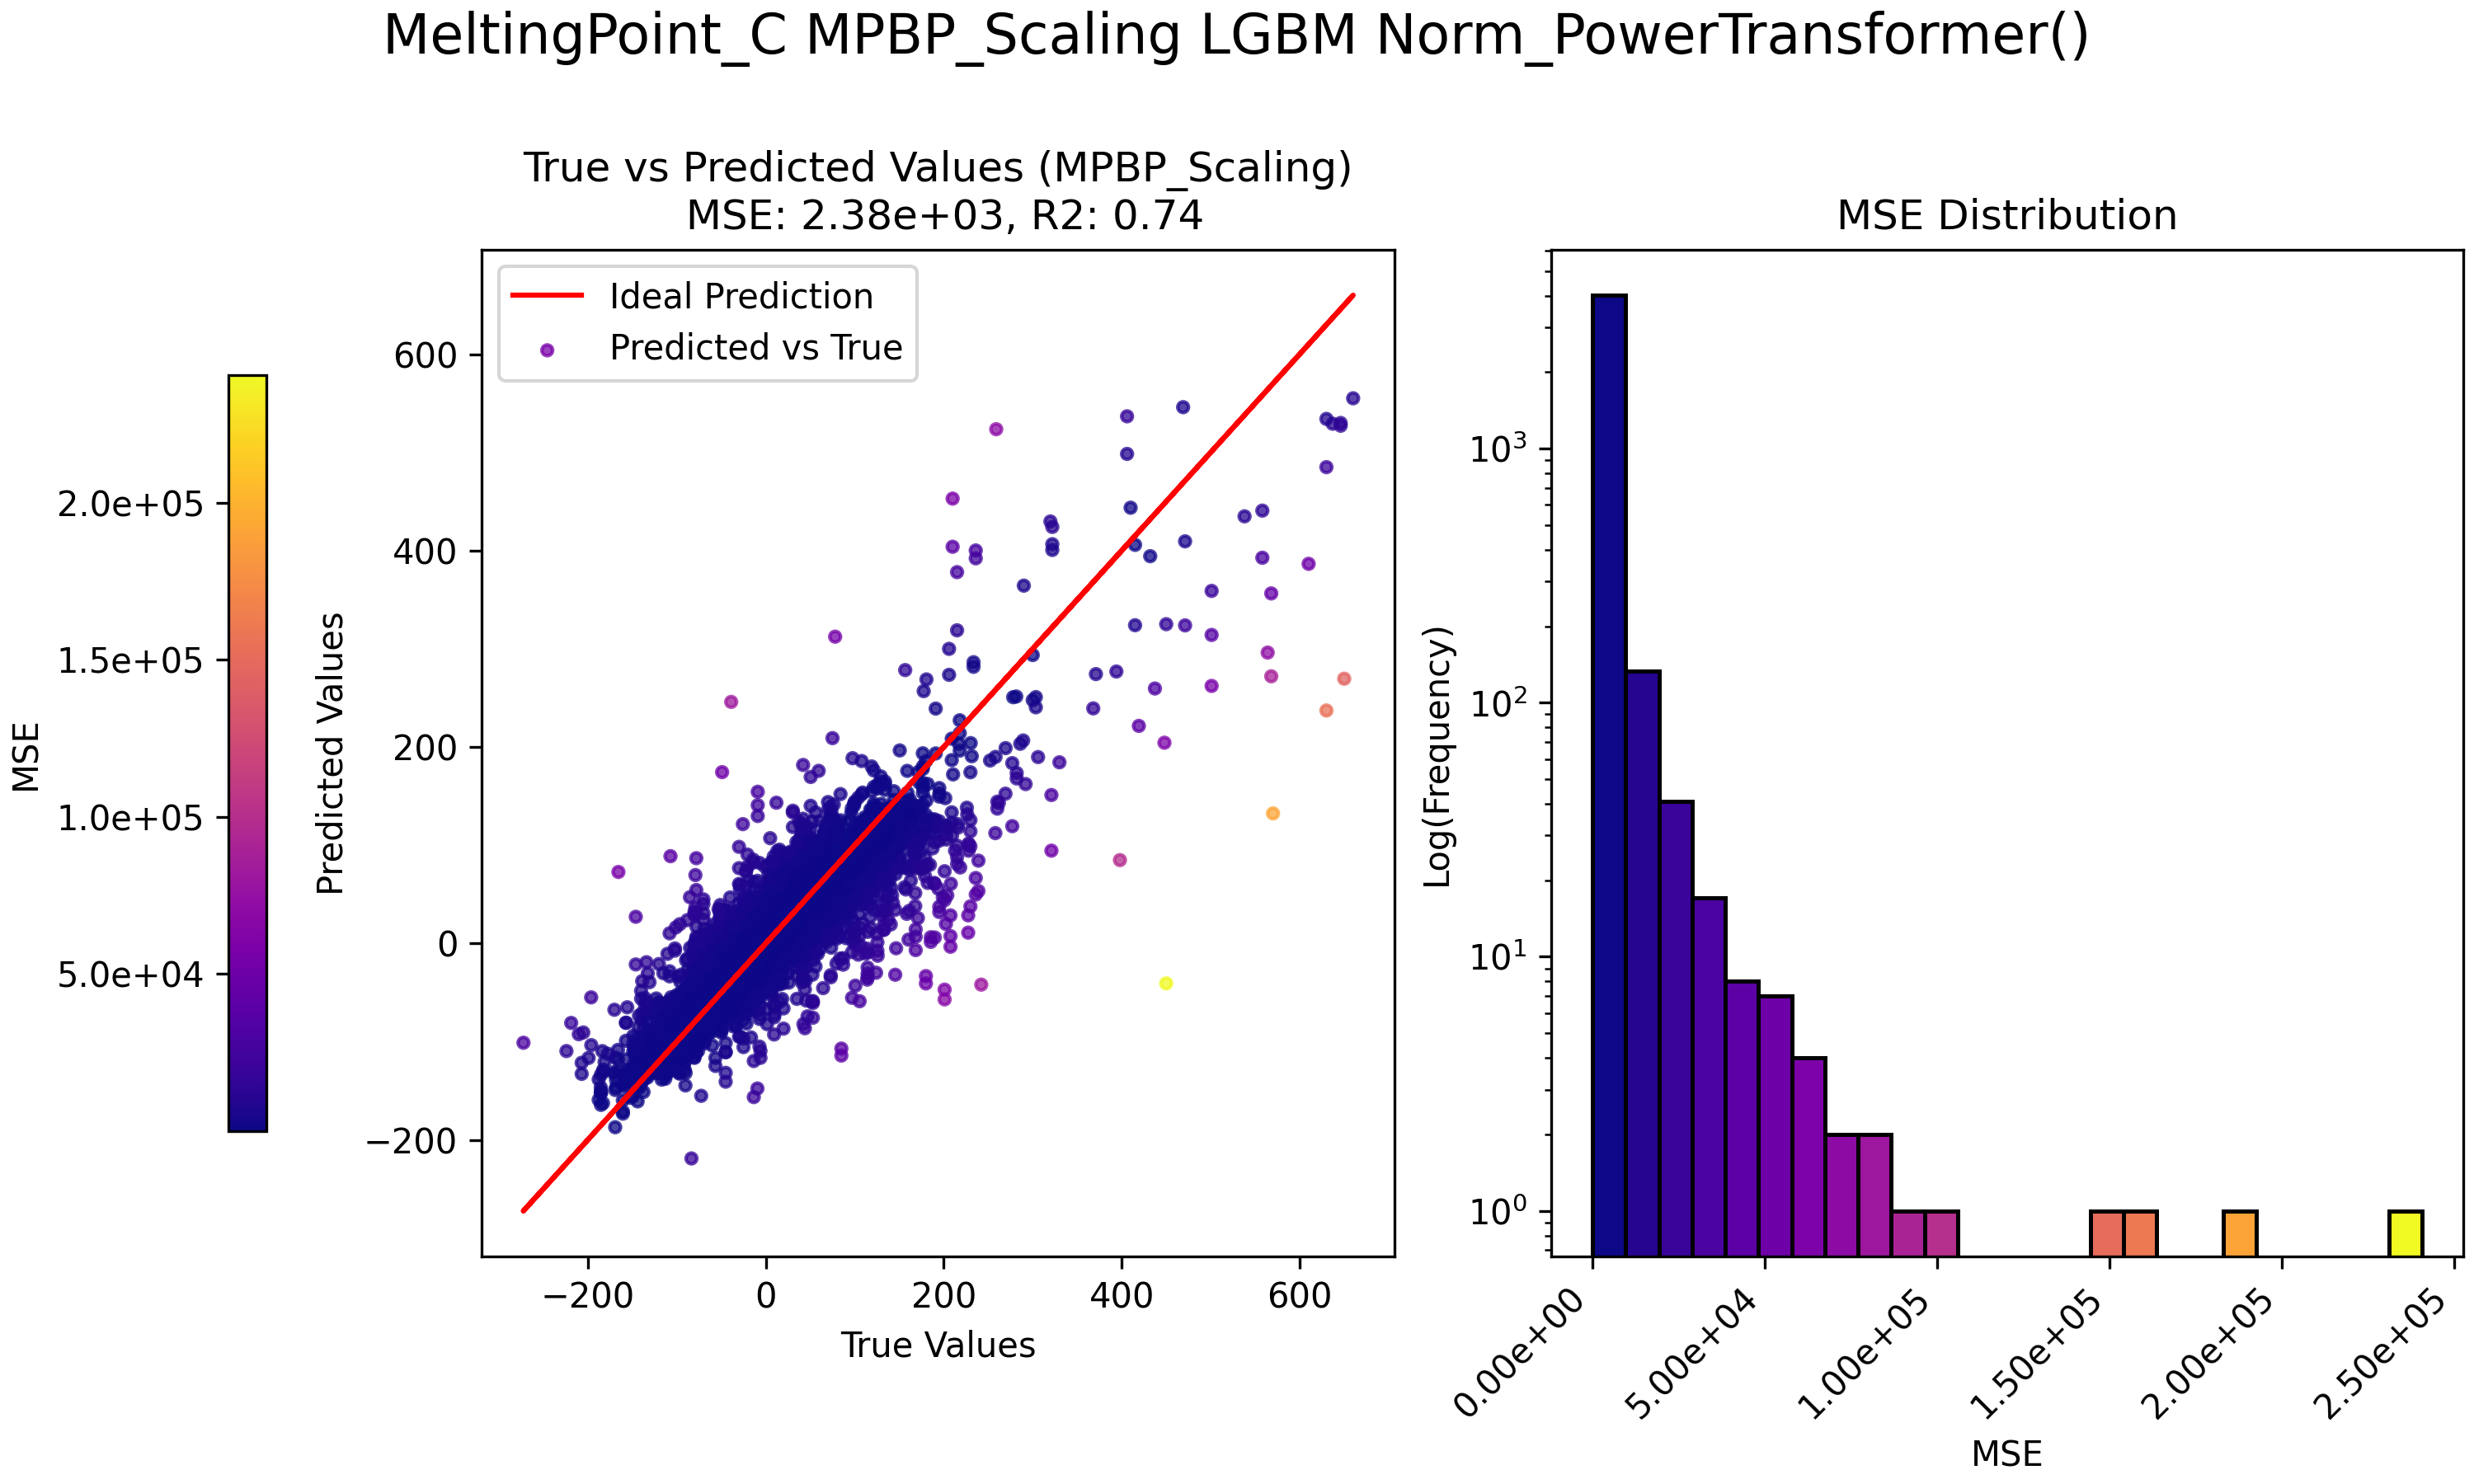 MeltingPoint_C MPBP_Scaling LGBM Norm_PowerTransformer()
True vs Predicted Values (MPBP_Scaling)
MSE: 2.38e+03, R2: 0.74
MSE Distribution
Ideal Prediction
Predicted vs True
MSE
2.0e+05
1.5e+05
1.0e+05
5.0e+04
Predicted Values
600
400
200
0
−200
−200
0
200
400
600
True Values
Log(Frequency)
10³
10²
10¹
10⁰
0.00e+00
5.00e+04
1.00e+05
1.50e+05
2.00e+05
2.50e+05
MSE